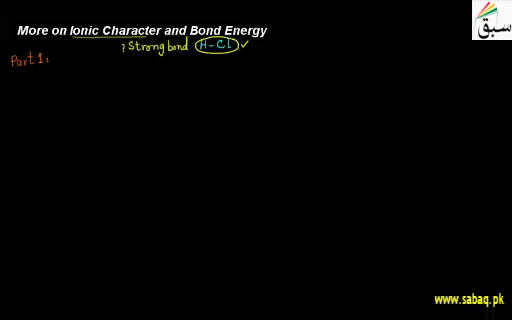 More on Ionic Character and Bond Energy
سبق
? Strong bond H-Cl ✓
Part 1:
www.sabaq.pk